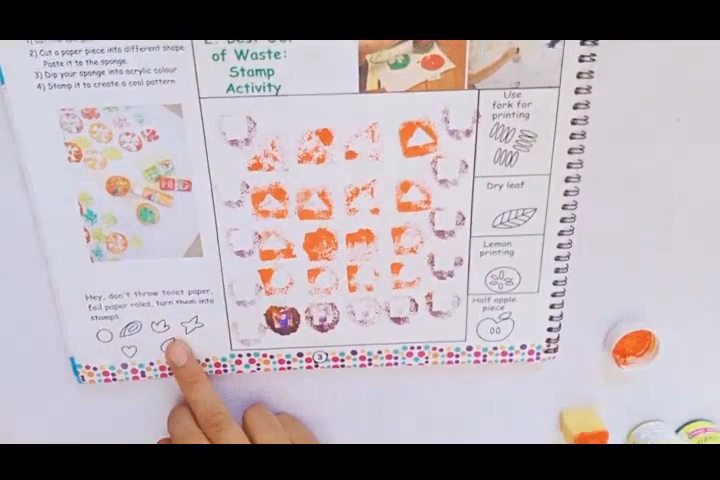 2) Cut a paper piece into different shape
Paste it to the sponge.
3) Dip your sponge into acrylic colour
4) Stamp it to create a cool pattern
of Waste:
Stamp
Activity
Use
fork for
printing
Dry leaf
Lemon
printing
Half apple
piece
Hey, don't throw toilet paper,
foil paper roles, turn them into
stamps.
3